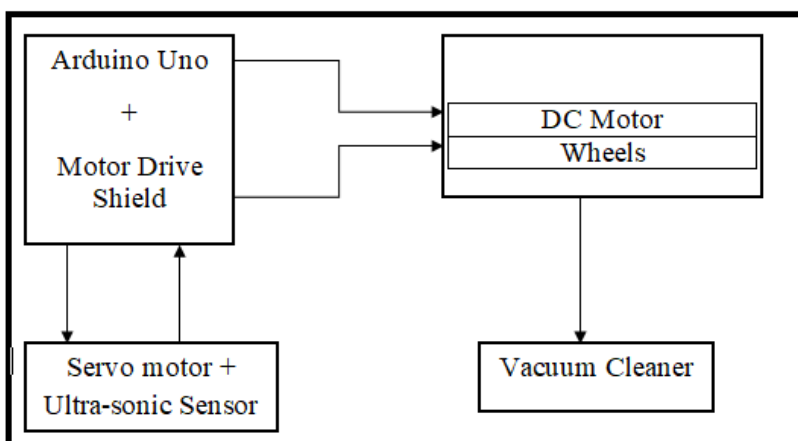 Arduino Uno
+
Motor Drive
Shield
DC Motor
Wheels
Servo motor +
Ultra-sonic Sensor
Vacuum Cleaner